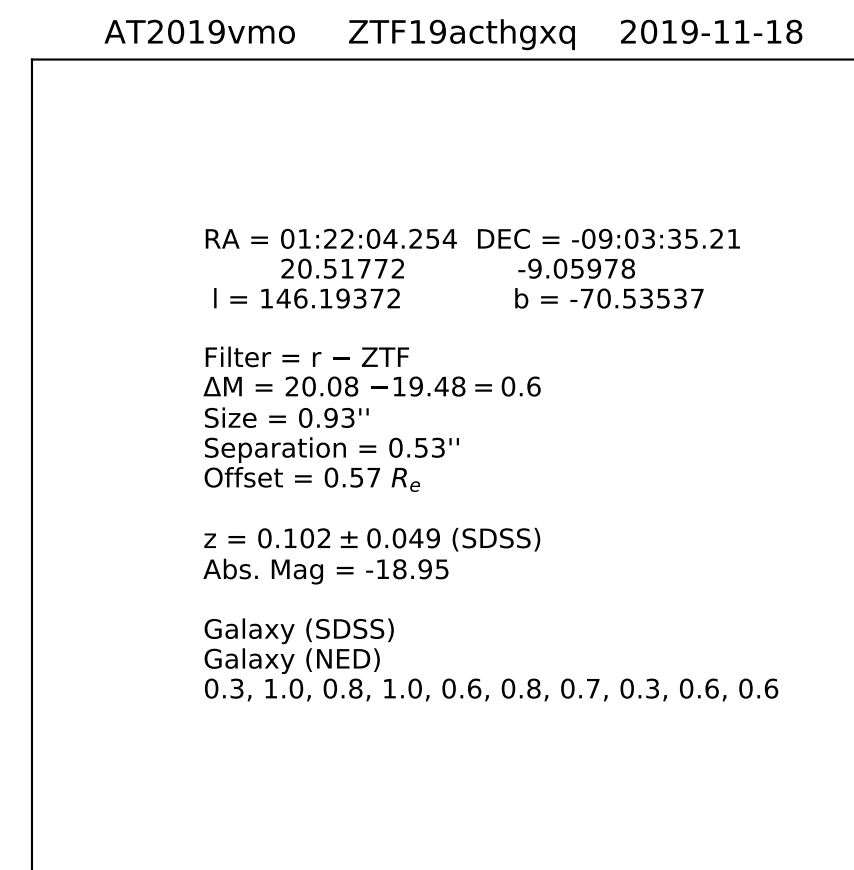 AT2019vmo ZTF19acthgxq 2019-11-18
RA = 01:22:04.254 DEC = -09:03:35.21
20.51772 -9.05978
l = 146.19372 b = -70.53537
Filter = r − ZTF
ΔM = 20.08 −19.48 = 0.6
Size = 0.93''
Separation = 0.53''
Offset = 0.57 Rₑ
z = 0.102 ± 0.049 (SDSS)
Abs. Mag = -18.95
Galaxy (SDSS)
Galaxy (NED)
0.3, 1.0, 0.8, 1.0, 0.6, 0.8, 0.7, 0.3, 0.6, 0.6